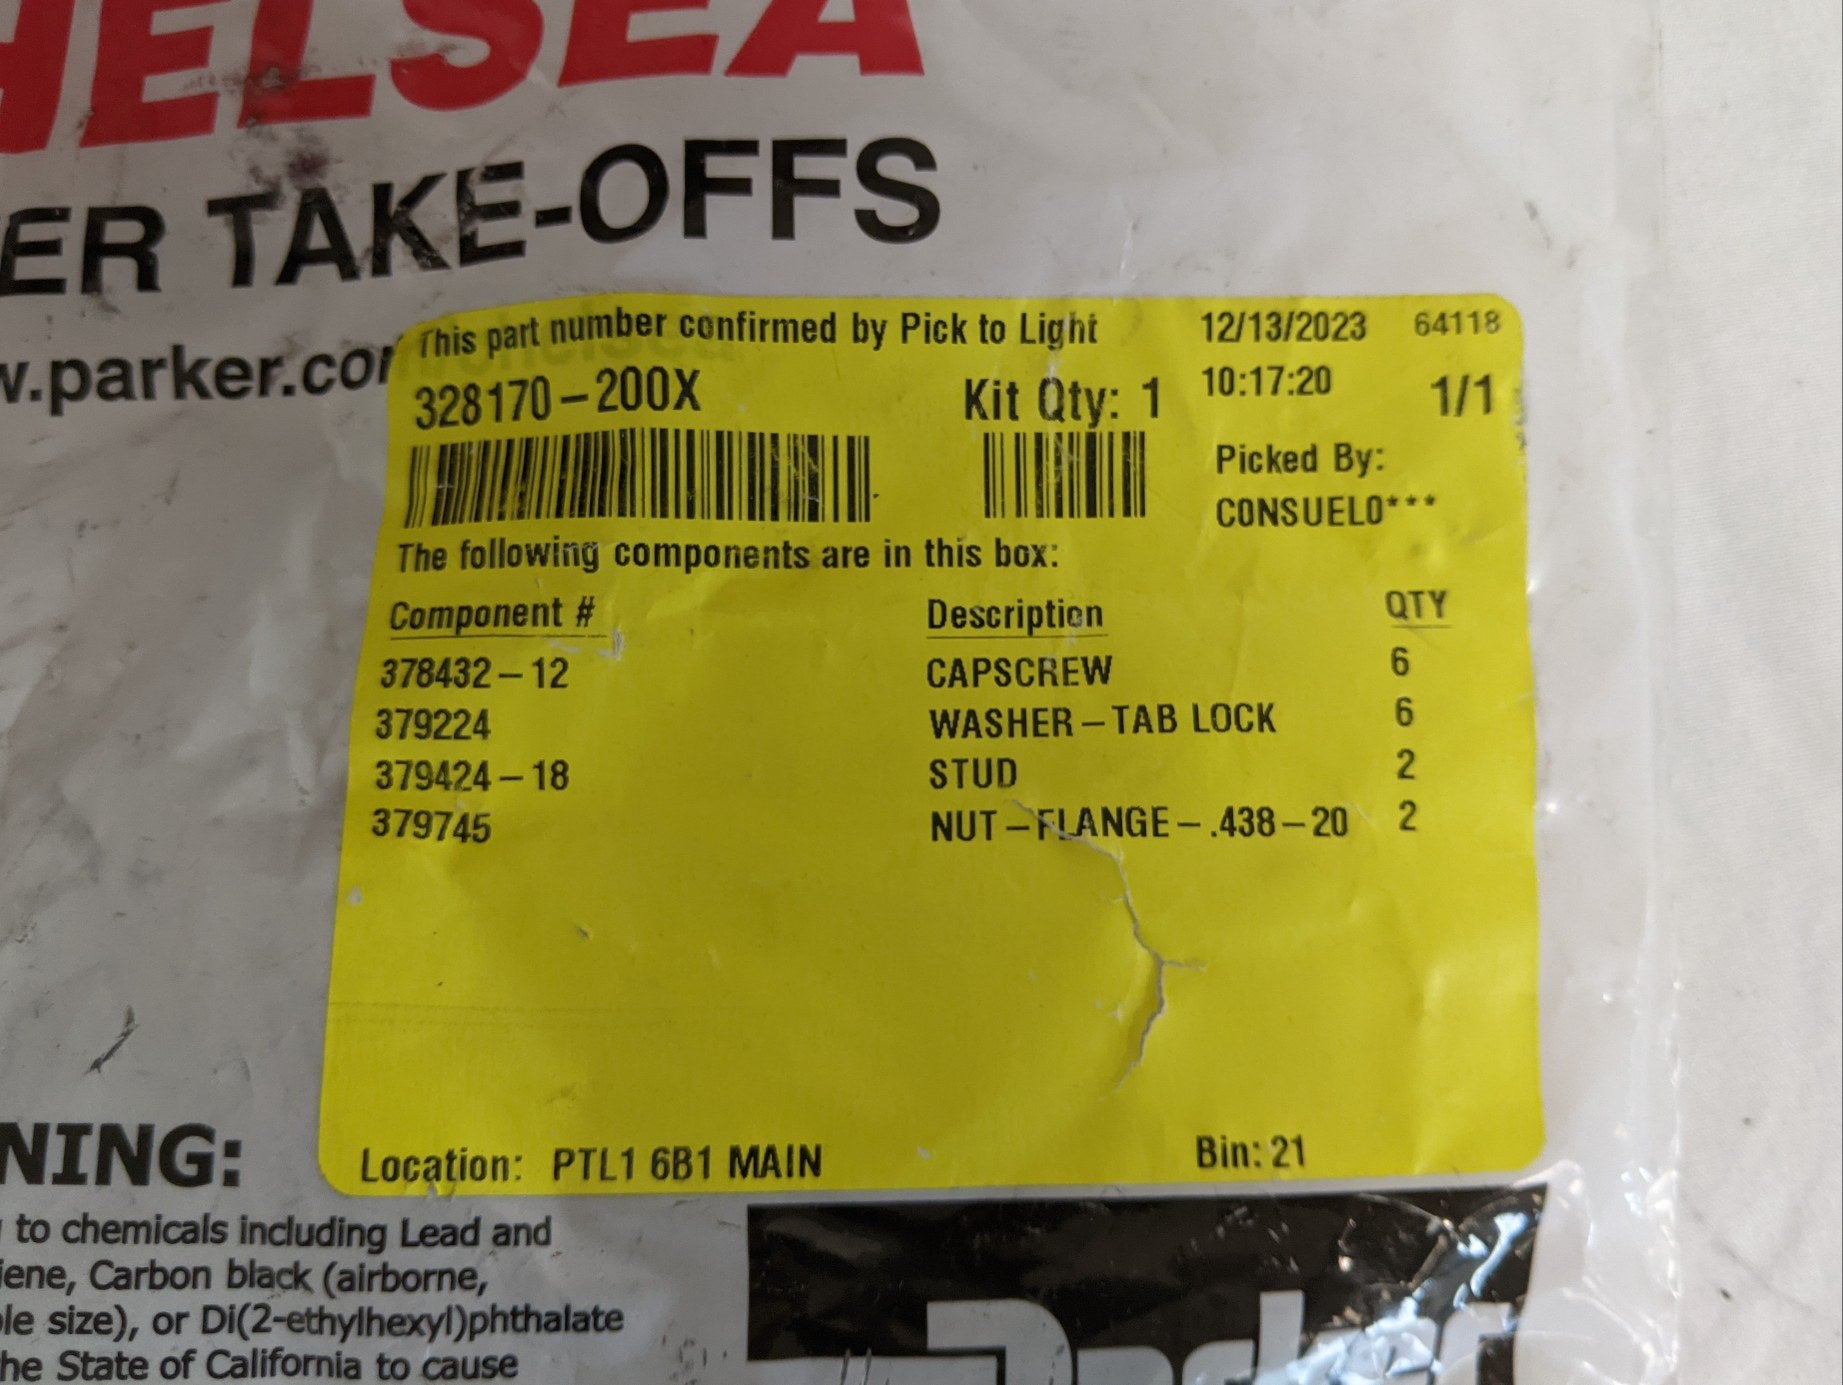 HELSEA
ER TAKE-OFFS
w.parker.com
This part number confirmed by Pick to Light 12/13/2023 64118
328170-200X Kit Qty: 1 10:17:20 1/1
Picked By:
CONSUELO***
The following components are in this box:
Component # Description QTY
378432-12 CAPSCREW 6
379224 WASHER-TAB LOCK 6
379424-18 STUD 2
379745 NUT-FLANGE-.438-20 2
Location: PTL1 6B1 MAIN Bin: 21
NING:
to chemicals including Lead and
iene, Carbon black (airborne,
le size), or Di(2-ethylhexyl)phthalate
he State of California to cause
Parker